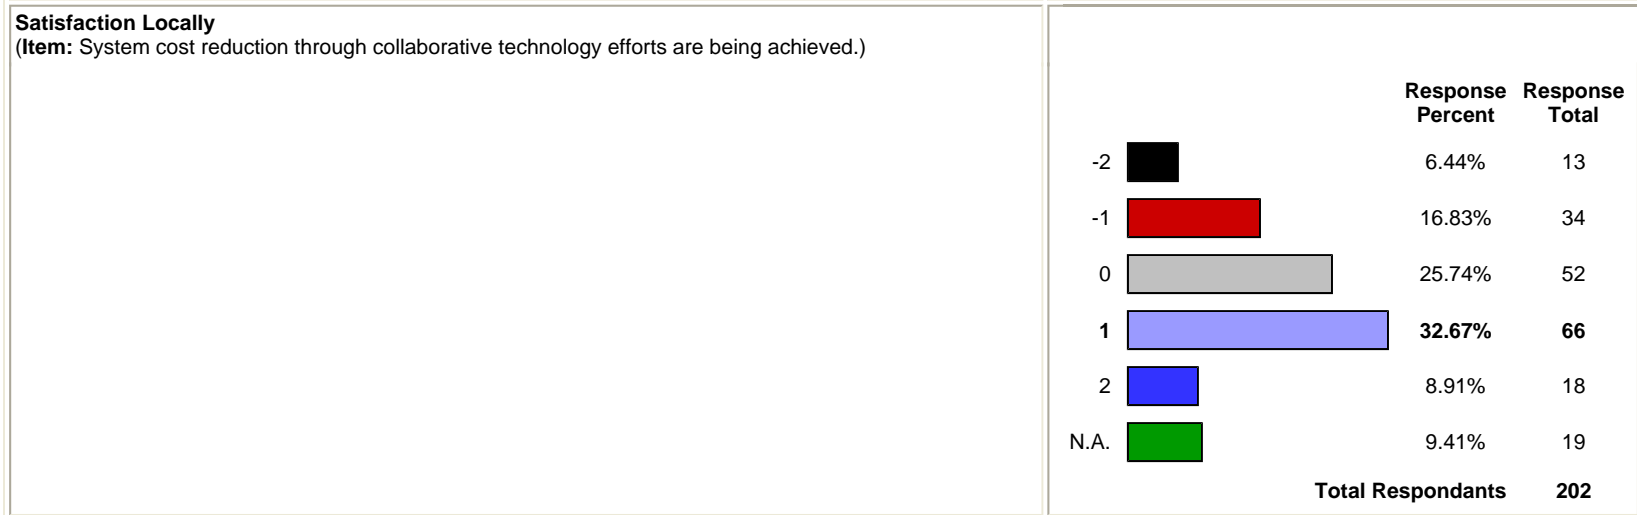 Satisfaction Locally
(Item: System cost reduction through collaborative technology efforts are being achieved.)
Response Response
Percent Total
-2 6.44% 13
-1 16.83% 34
0 25.74% 52
1 32.67% 66
2 8.91% 18
N.A. 9.41% 19
Total Respondants 202